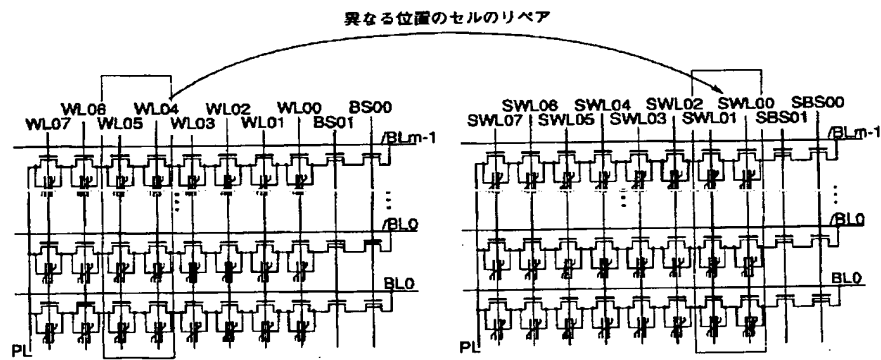 異なる位置のセルのリペア
WL06 WL04 WL02 WL00 BS00
WL07 WL05 WL03 WL01 BS01
/BLm-1
/BL0
BL0
PL
SWL06 SWL04 SWL02 SWL00 SBS00
SWL07 SWL05 SWL03 SWL01 SBS01
/BLm-1
/BL0
BL0
PL